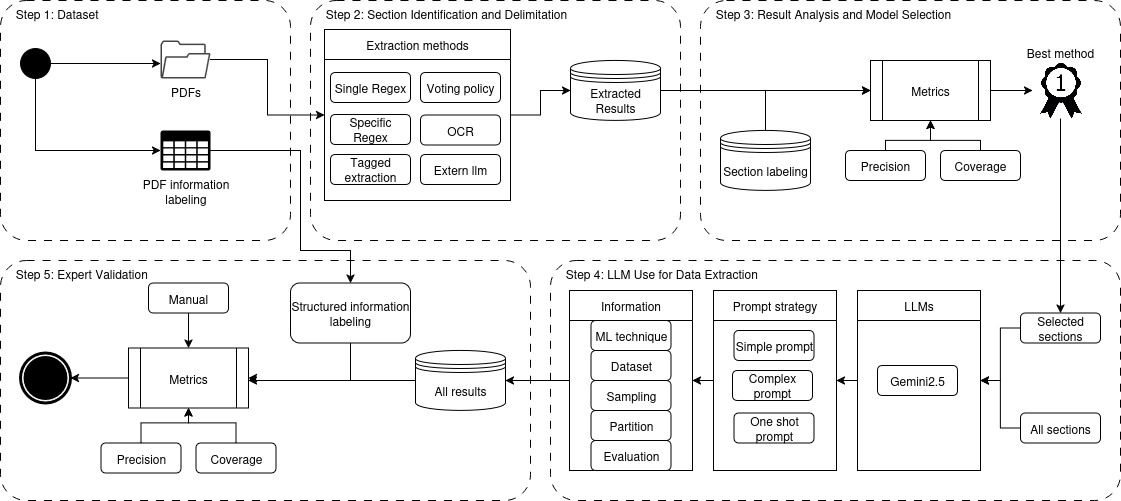 Step 1: Dataset
PDFs
PDF information
labeling
Step 2: Section Identification and Delimitation
Extraction methods
Single Regex
Voting policy
Specific
Regex
OCR
Tagged
extraction
Extern llm
Extracted
Results
Step 3: Result Analysis and Model Selection
Best method
1
Metrics
Section labeling
Precision
Coverage
Step 4: LLM Use for Data Extraction
Selected
sections
All sections
LLMs
Gemini2.5
Prompt strategy
Simple prompt
Complex
prompt
One shot
prompt
Information
ML technique
Dataset
Sampling
Partition
Evaluation
Step 5: Expert Validation
Manual
Structured information
labeling
Metrics
All results
Precision
Coverage